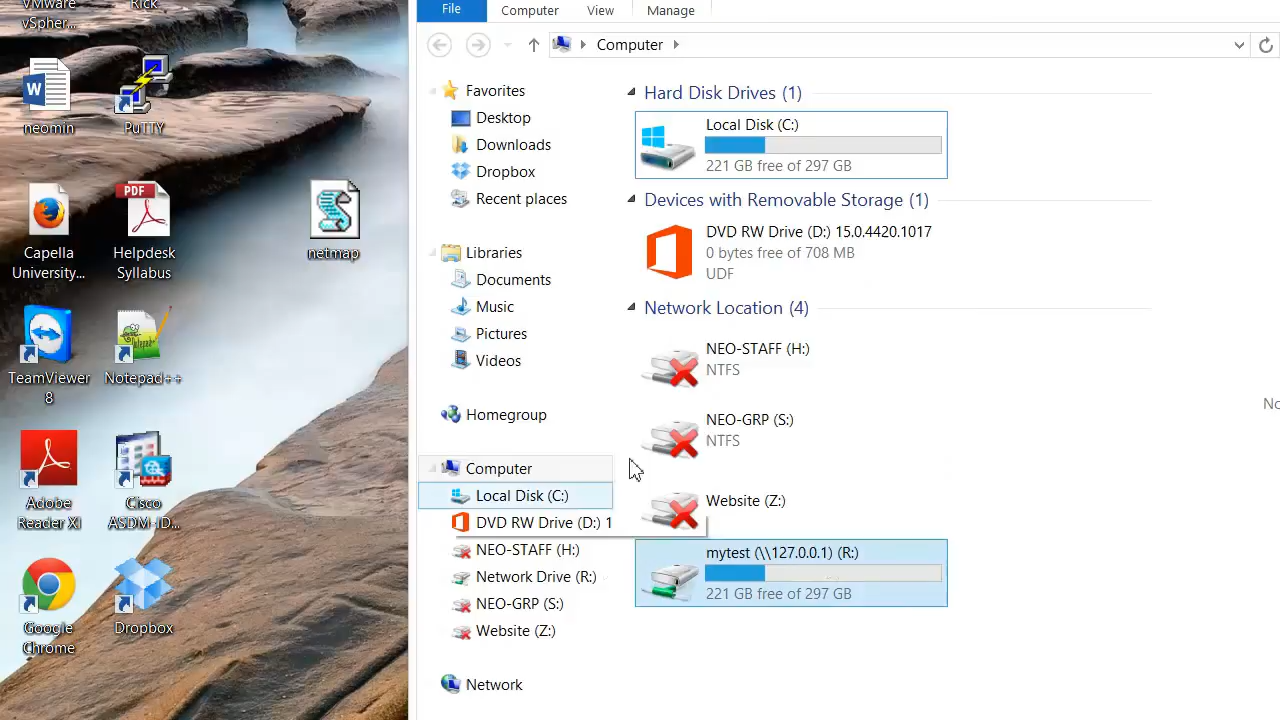 VMware
vSpher...
Rick
neomin
PuTTY
Capella
University...
PDF
Helpdesk
Syllabus
netmap
TeamViewer
8
Notepad++
Adobe
Reader XI
Cisco
ASDM-ID...
Google
Chrome
Dropbox
File
Computer
View
Manage
Computer
Favorites
Desktop
Downloads
Dropbox
Recent places
Libraries
Documents
Music
Pictures
Videos
Homegroup
Computer
Local Disk (C:)
DVD RW Drive (D:) 1
NEO-STAFF (H:)
Network Drive (R:)
NEO-GRP (S:)
Website (Z:)
Network
Hard Disk Drives (1)
Local Disk (C:)
221 GB free of 297 GB
Devices with Removable Storage (1)
DVD RW Drive (D:) 15.0.4420.1017
0 bytes free of 708 MB
UDF
Network Location (4)
NEO-STAFF (H:)
NTFS
NEO-GRP (S:)
NTFS
Website (Z:)
mytest (\\127.0.0.1) (R:)
221 GB free of 297 GB
No